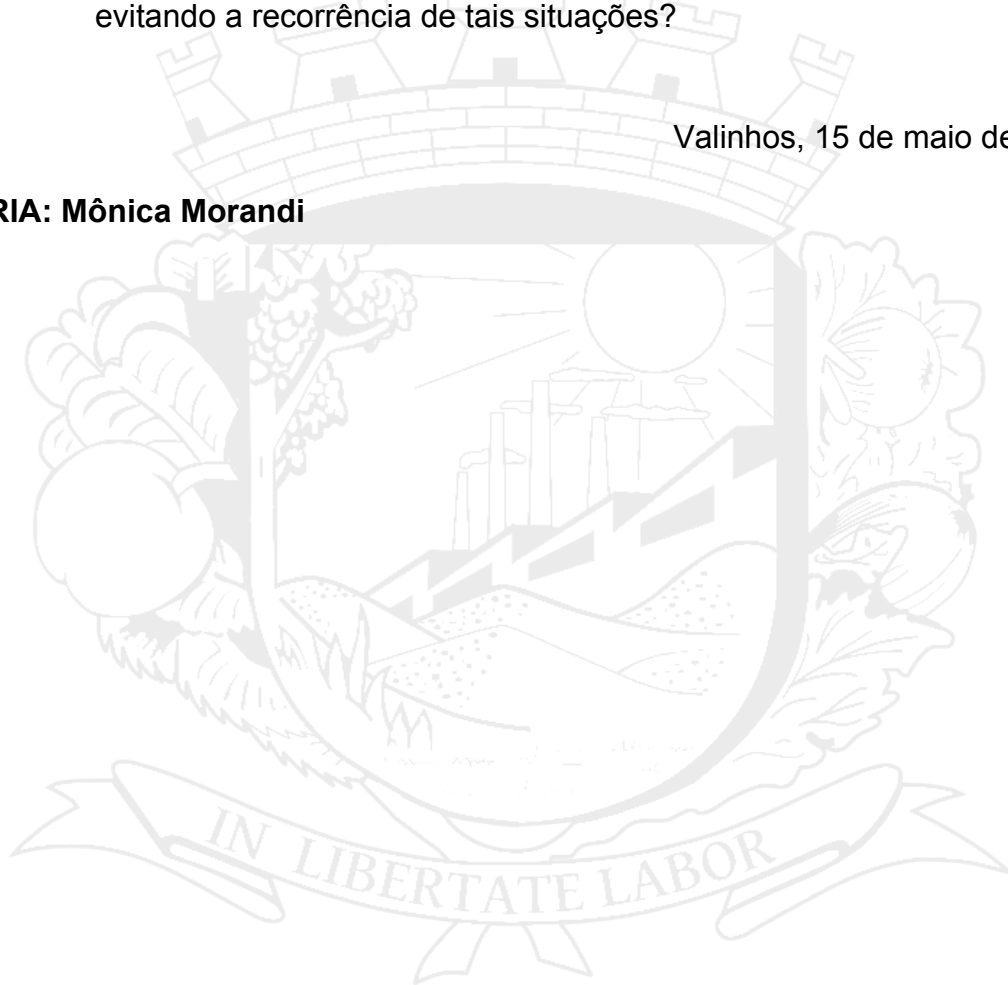 evitando a recorrência de tais situações?
Valinhos, 15 de maio de
RIA: Mônica Morandi
IN LIBERTATE LABOR